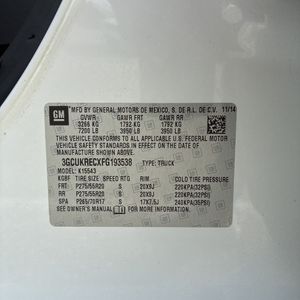 GM
MFD BY GENERAL MOTORS OF MEXICO, S. DE R.L. DE C.V. 11/14
GVWR GAWR FRT GAWR RR
3266 KG 1792 KG 1792 KG
7200 LB 3950 LB 3950 LB
THIS VEHICLE CONFORMS TO ALL APPLICABLE U.S. FEDERAL MOTOR
VEHICLE SAFETY AND THEFT PREVENTION STANDARDS IN EFFECT ON THE DATE OF
MANUFACTURE SHOWN ABOVE.
3GCUKRECXFG193538 TYPE: TRUCK
MODEL: K15543
TIRE SIZE SPEED RTG RIM COLD TIRE PRESSURE
FRT P275/55R20 S 20X9J 220KPA(32PSI)
RR P275/55R20 S 20X9J 220KPA(32PSI)
SPA P265/70R17 S 17X7.5J 240KPA(35PSI)
SEE OWNER'S MANUAL FOR ADDITIONAL INFORMATION.